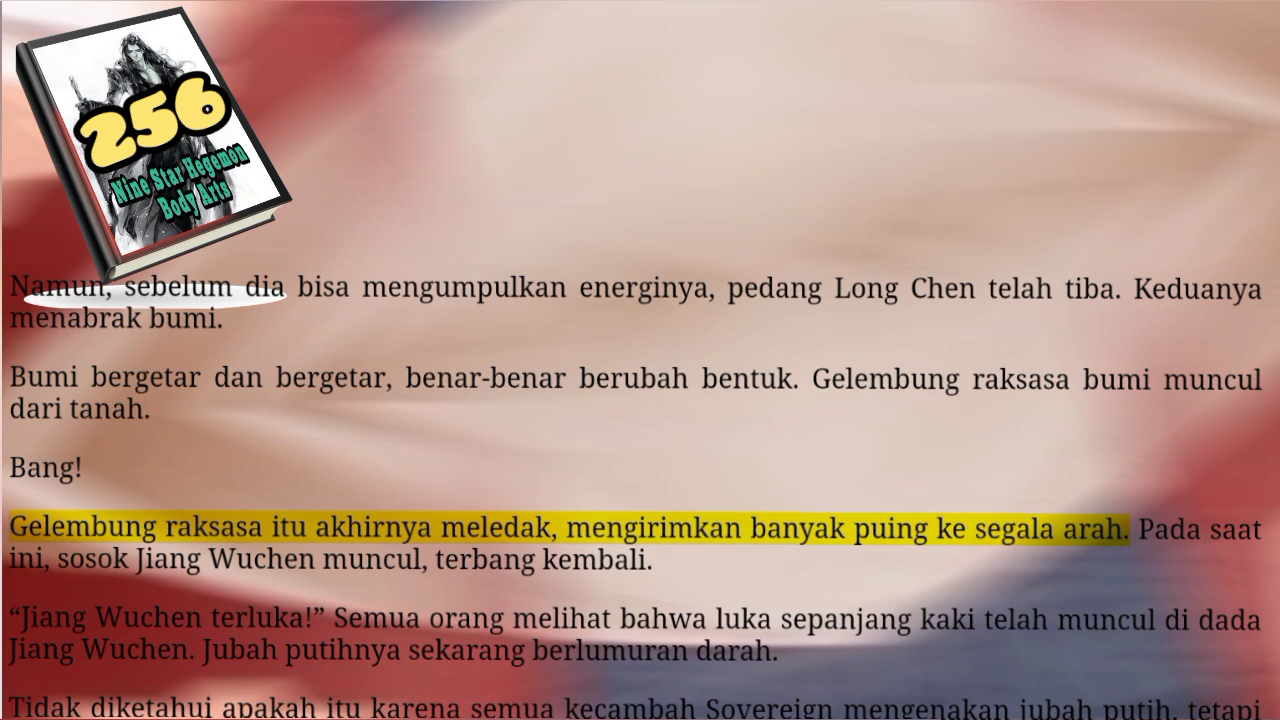 256
Nine Star Hegemon
Body Arts
Namun, sebelum dia bisa mengumpulkan energinya, pedang Long Chen telah tiba. Keduanya
menabrak bumi.
Bumi bergetar dan bergetar, benar-benar berubah bentuk. Gelembung raksasa bumi muncul
dari tanah.
Bang!
Gelembung raksasa itu akhirnya meledak, mengirimkan banyak puing ke segala arah. Pada saat
ini, sosok Jiang Wuchen muncul, terbang kembali.
“Jiang Wuchen terluka!” Semua orang melihat bahwa luka sepanjang kaki telah muncul di dada
Jiang Wuchen. Jubah putihnya sekarang berlumuran darah.
Tidak diketahui apakah itu karena semua kecambah Sovereign mengenakan jubah putih, tetapi